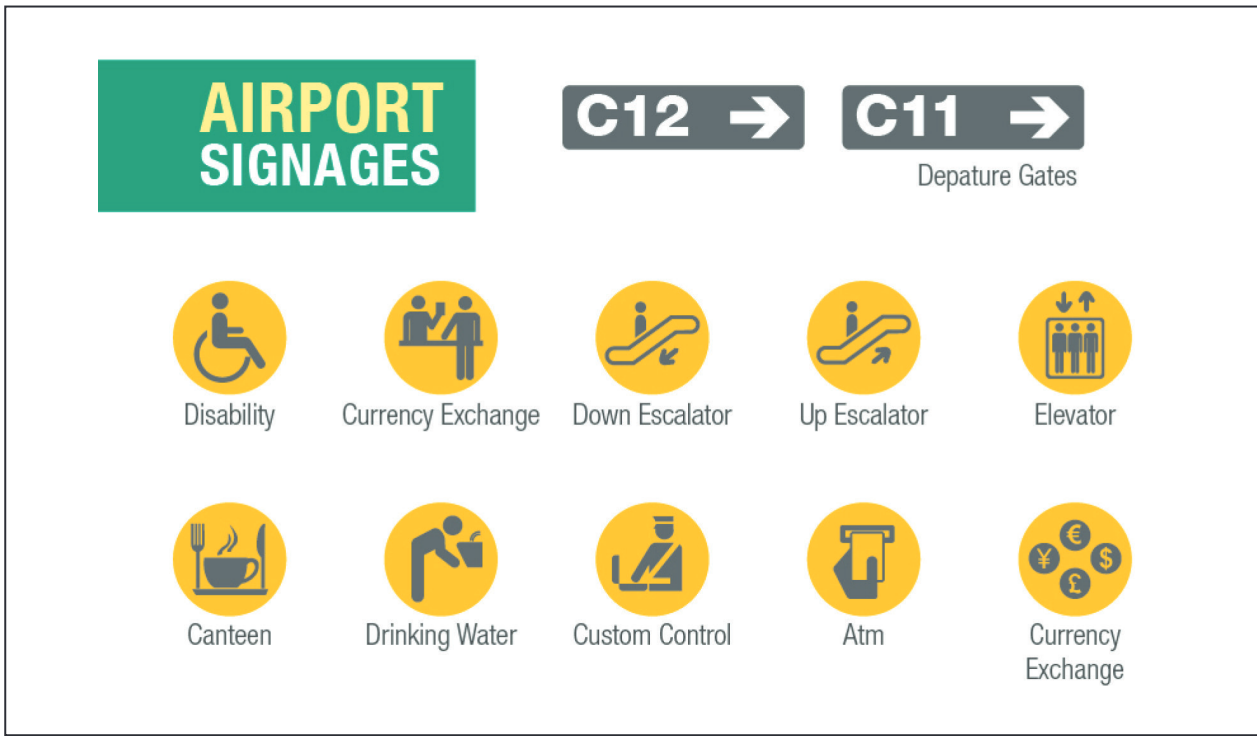 AIRPORT
SIGNAGES
C12
C11
Depature Gates
Disability
Currency Exchange
Down Escalator
Up Escalator
Elevator
Canteen
Drinking Water
Custom Control
Atm
Currency
Exchange
¥
€
$
£